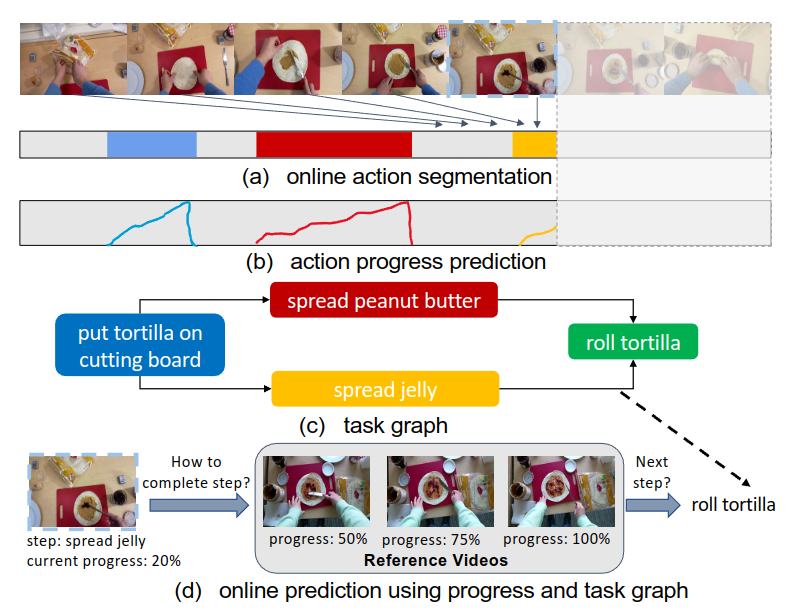 (a) online action segmentation
(b) action progress prediction
put tortilla on
cutting board
spread peanut butter
spread jelly
roll tortilla
(c) task graph
step: spread jelly
current progress: 20%
How to
complete step?
progress: 50%
progress: 75%
progress: 100%
Reference Videos
Next
step?
roll tortilla
(d) online prediction using progress and task graph